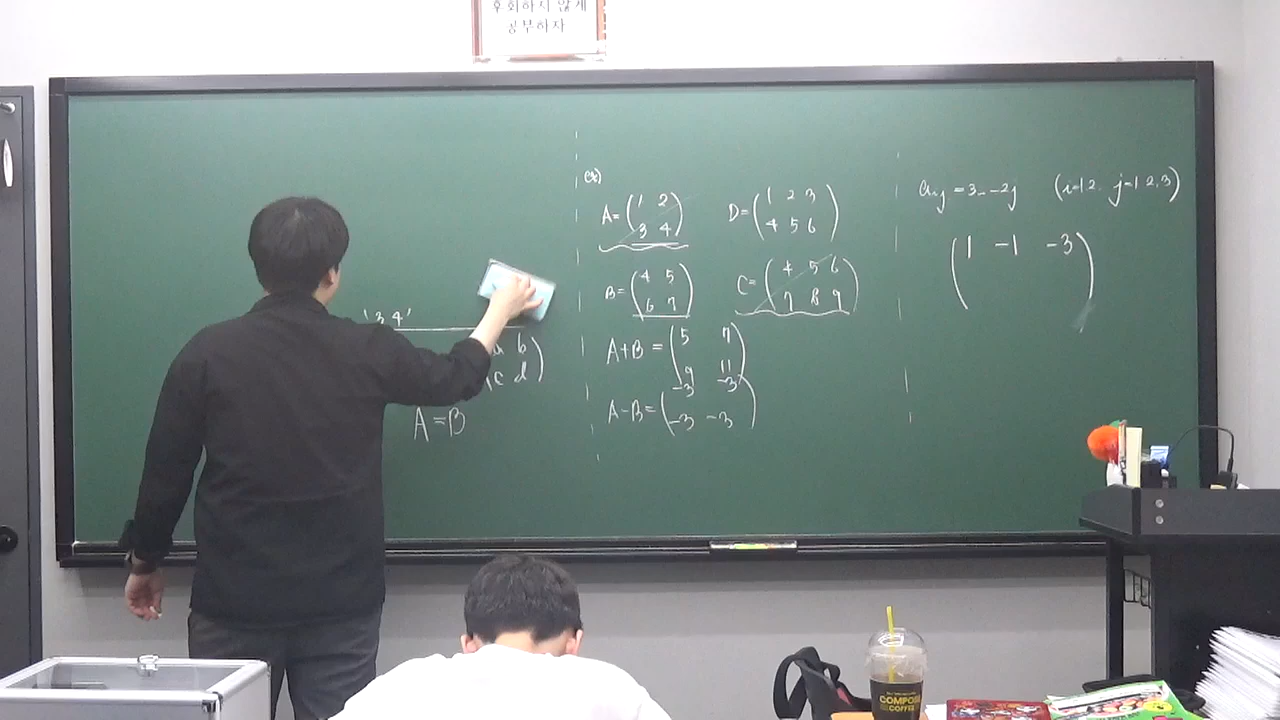 후회하지 않게
공부하자
3 4
a b
c d
A=B
ex)
A=(1 2
3 4)
D=(1 2 3
4 5 6)
B=(4 5
6 7)
C=(4 5 6
7 8 9)
A+B=(5 7
9 11)
A-B=(-3 -3
-3 -3)
(i=1 2. j=1 2,3)
(1 -1 -3)
COMPOSE
COFFEE